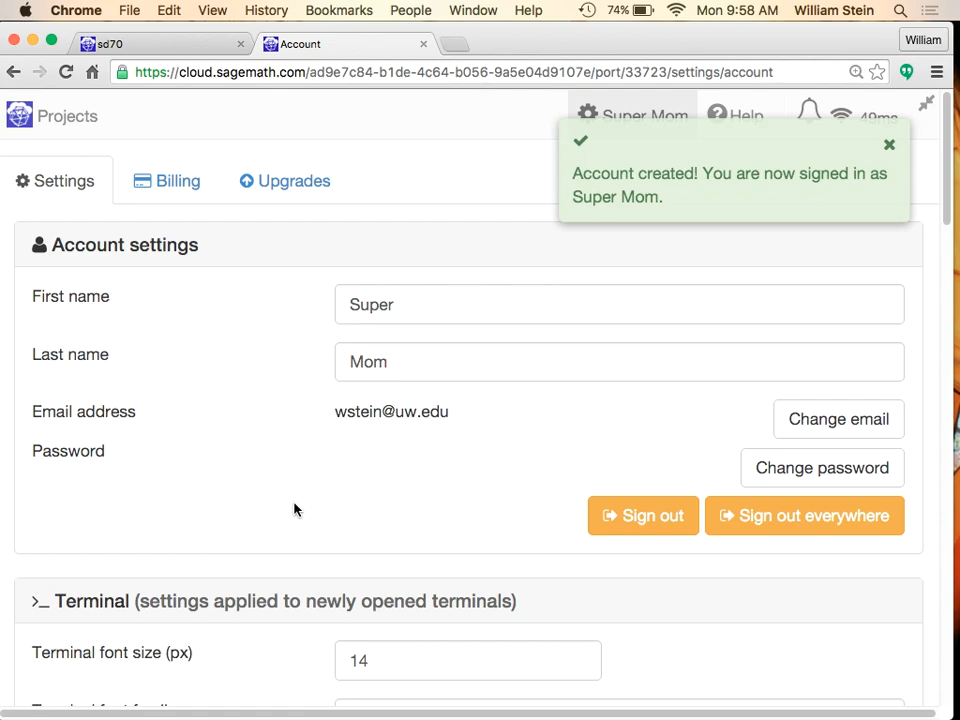 Chrome File Edit View History Bookmarks People Window Help 74% Mon 9:58 AM William Stein
sd70 Account William
https://cloud.sagemath.com/ad9e7c84-b1de-4c64-b056-9a5e04d9107e/port/33723/settings/account
Projects Super Mom Help 49ms
Account created! You are now signed in as
Super Mom.
Settings Billing Upgrades
Account settings
First name Super
Last name Mom
Email address wstein@uw.edu Change email
Password Change password
Sign out Sign out everywhere
Terminal (settings applied to newly opened terminals)
Terminal font size (px) 14